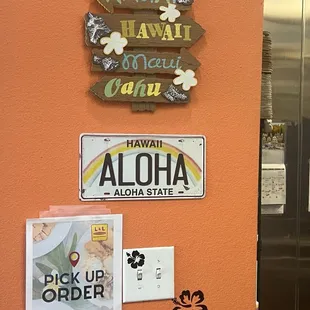 HAWAII
Maui
Oahu
HAWAII
ALOHA
ALOHA STATE
L&L
PICK UP
ORDER